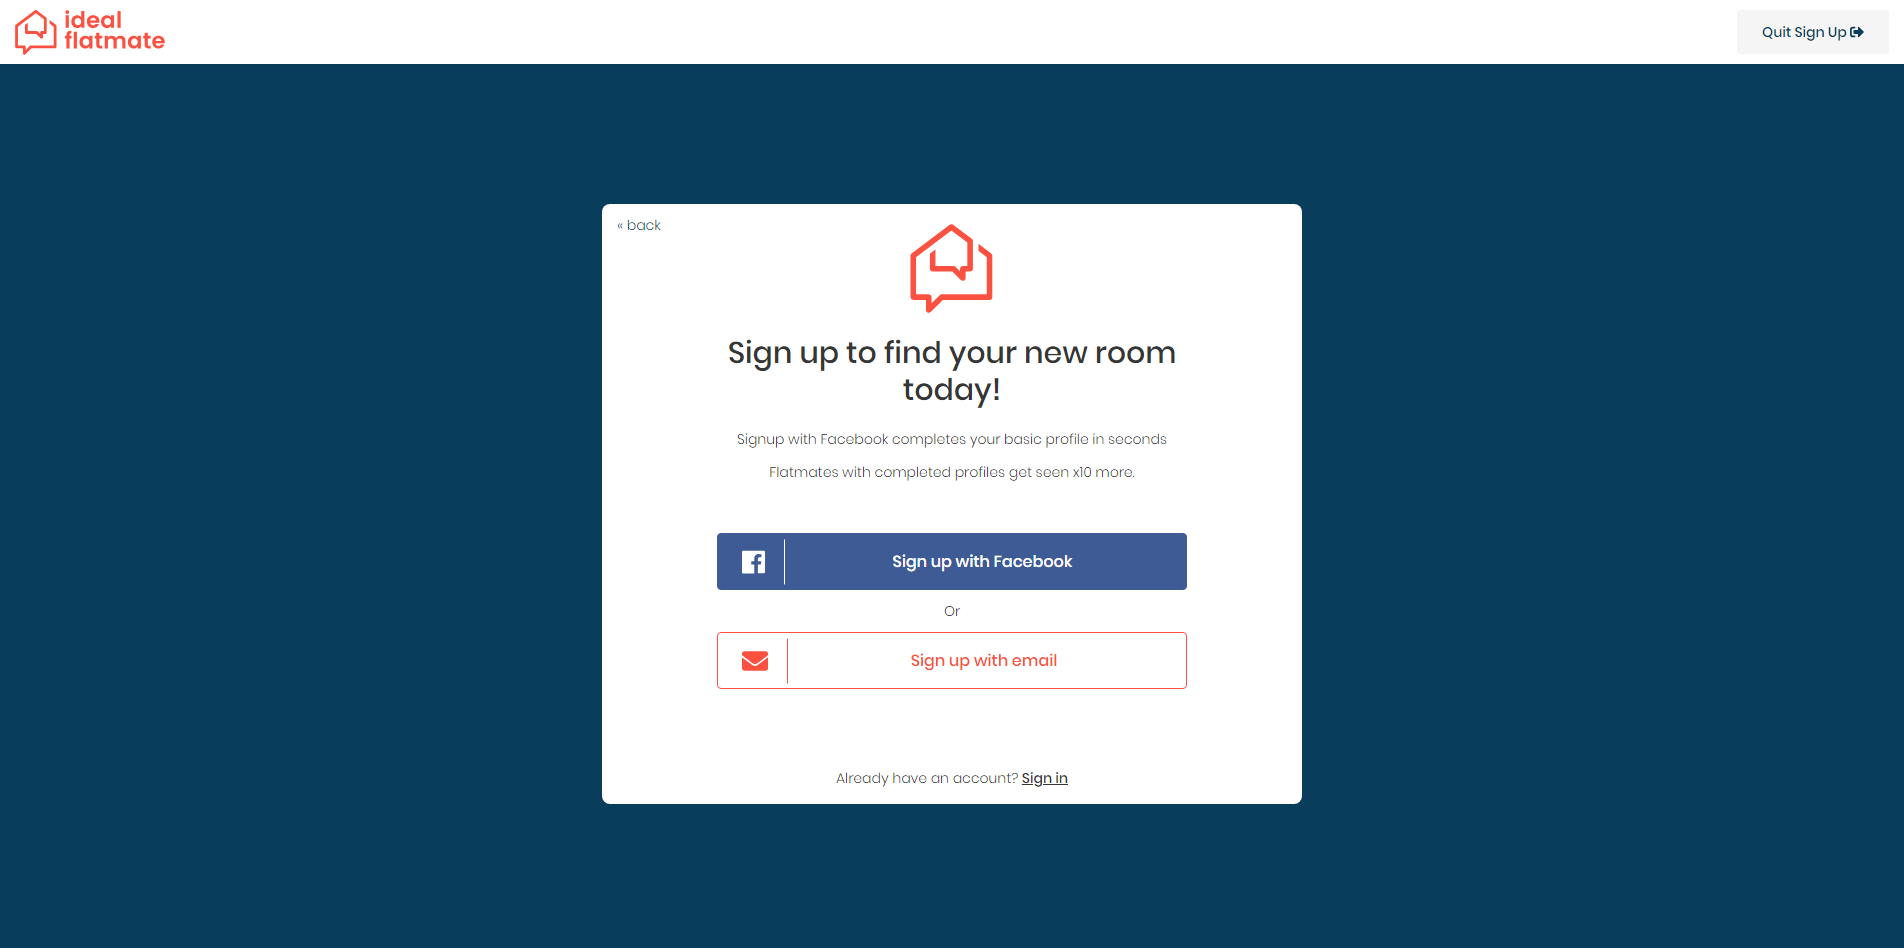 ideal
flatmate
Quit Sign Up
« back
Sign up to find your new room
today!
Signup with Facebook completes your basic profile in seconds
Flatmates with completed profiles get seen x10 more.
Sign up with Facebook
Or
Sign up with email
Already have an account? Sign in